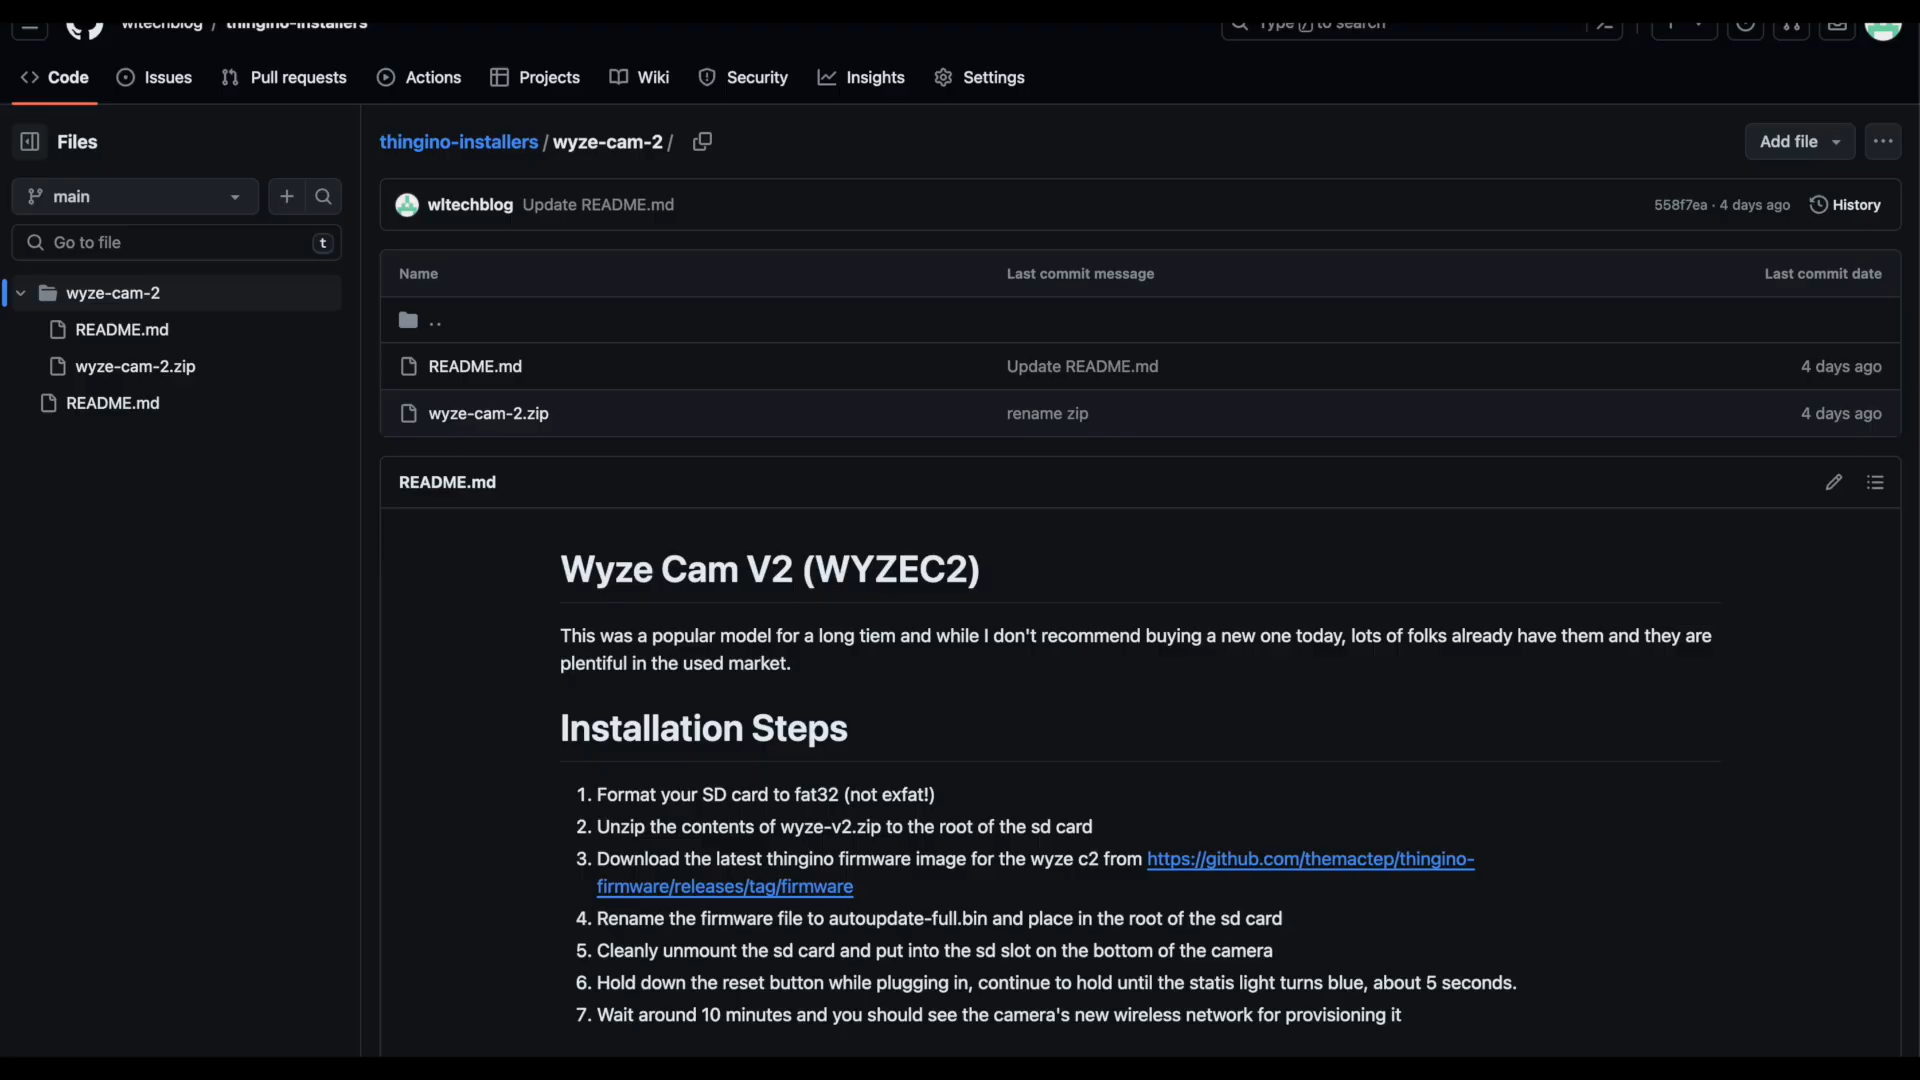 wltechblog / thingino-installers
Type / to search
Code Issues Pull requests Actions Projects Wiki Security Insights Settings
Files
thingino-installers / wyze-cam-2 /
Add file
main
wltechblog Update README.md
558f7ea · 4 days ago
History
Go to file
t
Name Last commit message Last commit date
wyze-cam-2
..
README.md
README.md Update README.md 4 days ago
wyze-cam-2.zip
wyze-cam-2.zip rename zip 4 days ago
README.md
README.md
Wyze Cam V2 (WYZEC2)
This was a popular model for a long tiem and while I don't recommend buying a new one today, lots of folks already have them and they are
plentiful in the used market.
Installation Steps
1. Format your SD card to fat32 (not exfat!)
2. Unzip the contents of wyze-v2.zip to the root of the sd card
3. Download the latest thingino firmware image for the wyze c2 from https://github.com/themactep/thingino-
firmware/releases/tag/firmware
4. Rename the firmware file to autoupdate-full.bin and place in the root of the sd card
5. Cleanly unmount the sd card and put into the sd slot on the bottom of the camera
6. Hold down the reset button while plugging in, continue to hold until the statis light turns blue, about 5 seconds.
7. Wait around 10 minutes and you should see the camera's new wireless network for provisioning it